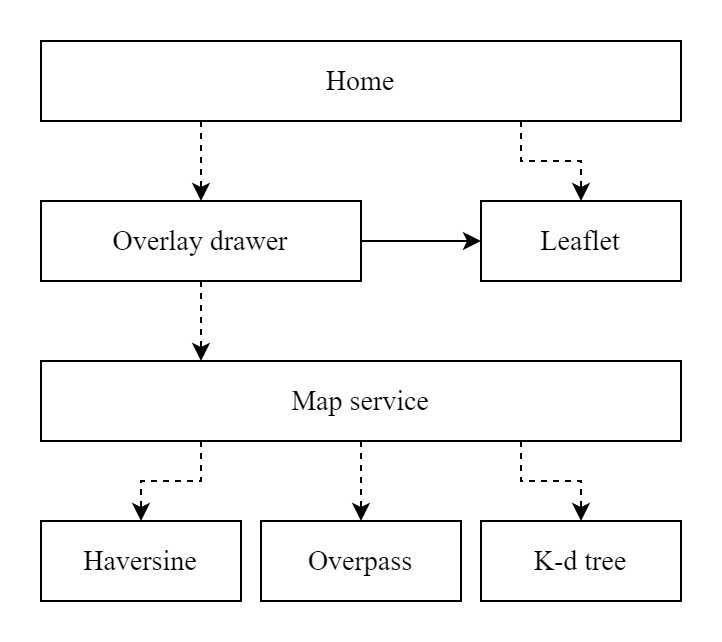 Home
Overlay drawer
Leaflet
Map service
Haversine
Overpass
K-d tree